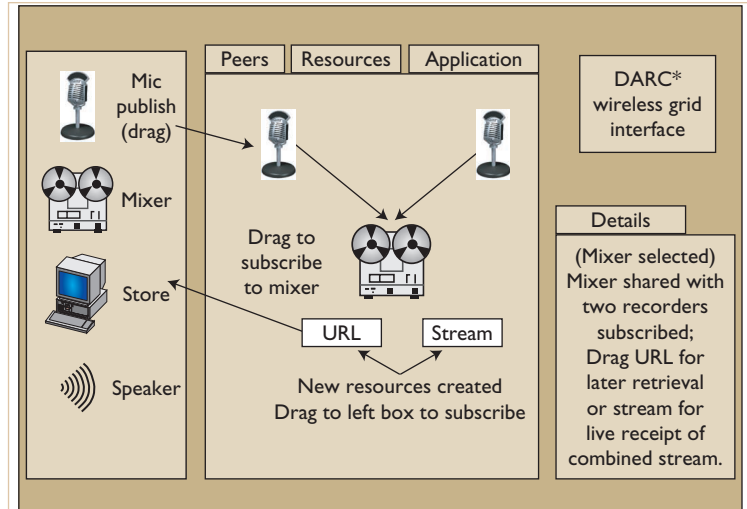 Mic
publish
(drag)
Mixer
Store
Speaker
Peers
Resources
Application
Drag to
subscribe
to mixer
URL
Stream
New resources created
Drag to left box to subscribe
DARC*
wireless grid
interface
Details
(Mixer selected)
Mixer shared with
two recorders
subscribed;
Drag URL for
later retrieval
or stream for
live receipt of
combined stream.